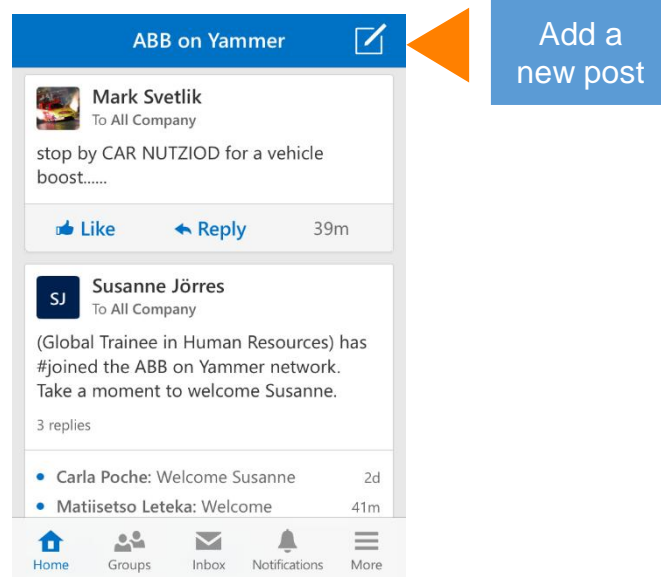 ABB on Yammer
Add a
new post
Mark Svetlik
To All Company
stop by CAR NUTZIOD for a vehicle
boost......
Like
Reply
39m
SJ
Susanne Jörres
To All Company
(Global Trainee in Human Resources) has
#joined the ABB on Yammer network.
Take a moment to welcome Susanne.
3 replies
• Carla Poche: Welcome Susanne 2d
• Matiisetso Leteka: Welcome 41m
Home
Groups
Inbox
Notifications
More